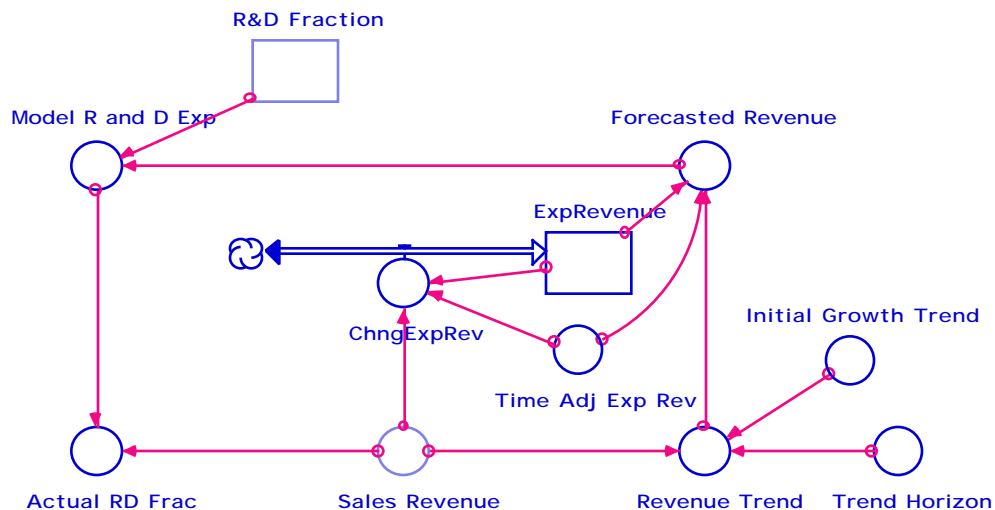 R&D Fraction
Model R and D Exp
Forecasted Revenue
ExpRevenue
Initial Growth Trend
ChngExpRev
Time Adj Exp Rev
Actual RD Frac
Sales Revenue
Revenue Trend
Trend Horizon